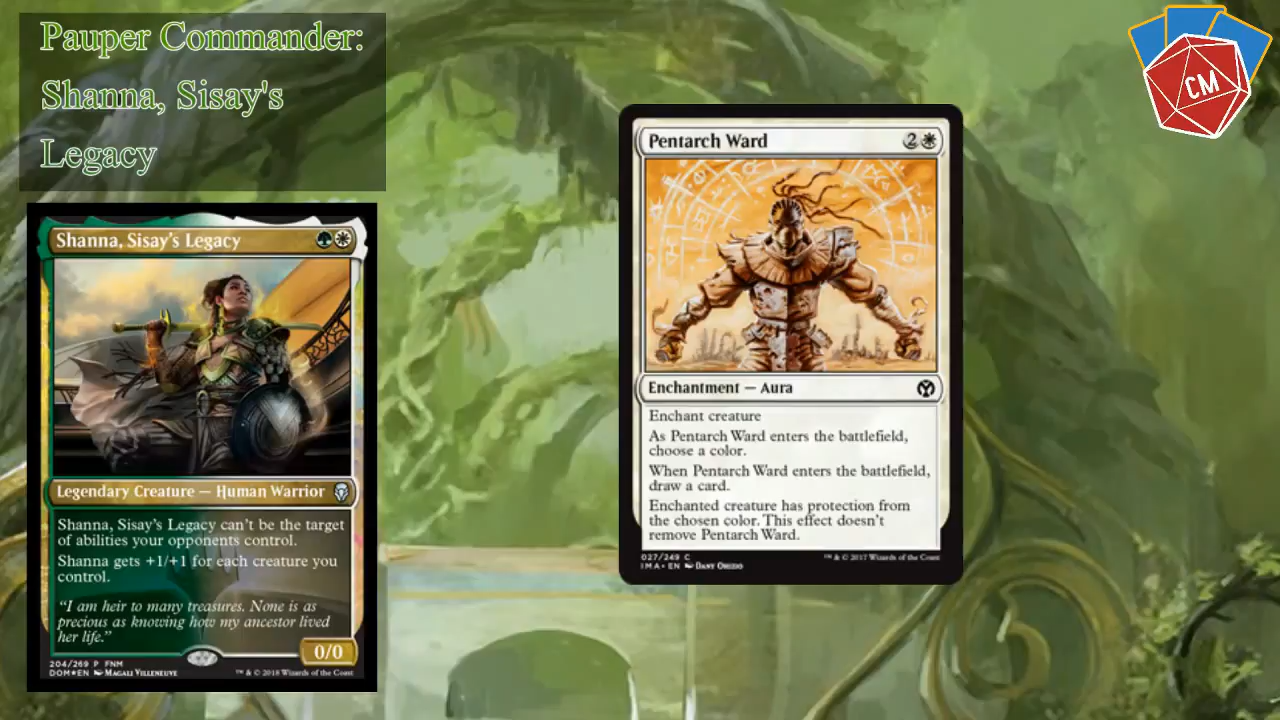 Pauper Commander:
Shanna, Sisay's
Legacy
CM
Shanna, Sisay's Legacy
Legendary Creature — Human Warrior
Shanna, Sisay's Legacy can't be the target
of abilities your opponents control.
Shanna gets +1/+1 for each creature you
control.
"I am heir to many treasures. None is as
precious as knowing how my ancestor lived
her life."
0/0
204/269 P FNM
DOM★EN MAGALI VILLENEUVE
™ & © 2018 Wizards of the Coast
Pentarch Ward 2
Enchantment — Aura
Enchant creature
As Pentarch Ward enters the battlefield,
choose a color.
When Pentarch Ward enters the battlefield,
draw a card.
Enchanted creature has protection from
the chosen color. This effect doesn't
remove Pentarch Ward.
027/249 C
IMA • EN DANY ORIZIO
™ & © 2017 Wizards of the Coast